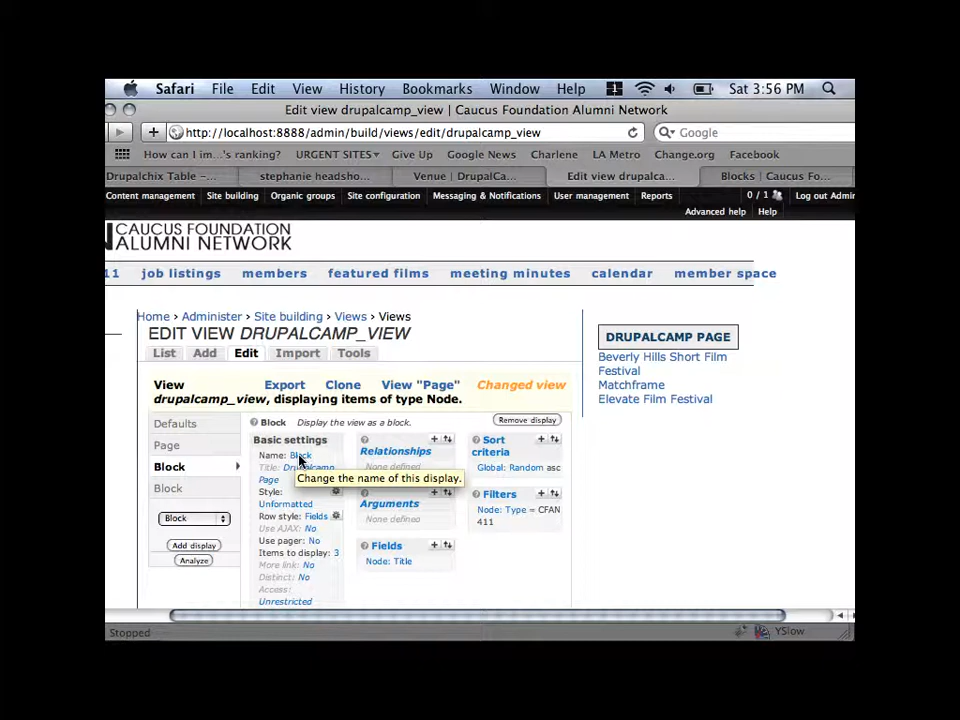 Safari File Edit View History Bookmarks Window Help 1 Sat 3:56 PM
Edit view drupalcamp_view | Caucus Foundation Alumni Network
http://localhost:8888/admin/build/views/edit/drupalcamp_view Google
How can I im...'s ranking? URGENT SITES Give Up Google News Charlene LA Metro Change.org Facebook
Drupalchix Table –... stephanie headsho... Venue | DrupalCa... Edit view drupalca... Blocks | Caucus Fo...
Content management Site building Organic groups Site configuration Messaging & Notifications User management Reports 0 / 1 Log out Admin
Advanced help Help
CAUCUS FOUNDATION
ALUMNI NETWORK
11 job listings members featured films meeting minutes calendar member space
Home › Administer › Site building › Views › Views
EDIT VIEW DRUPALCAMP_VIEW
List Add Edit Import Tools
View Export Clone View "Page" Changed view
drupalcamp_view, displaying items of type Node.
Defaults
Page
Block
Block
Block
Add display
Analyze
Block Display the view as a block. Remove display
Basic settings
Name: Block
Title: Drupalcamp
Page
Style:
Unformatted
Row style: Fields
Use AJAX: No
Use pager: No
Items to display: 3
More link: No
Distinct: No
Access:
Unrestricted
Change the name of this display.
Relationships
None defined
Arguments
None defined
Fields
Node: Title
Sort
criteria
Global: Random asc
Filters
Node: Type = CFAN
411
DRUPALCAMP PAGE
Beverly Hills Short Film
Festival
Matchframe
Elevate Film Festival
Stopped YSlow